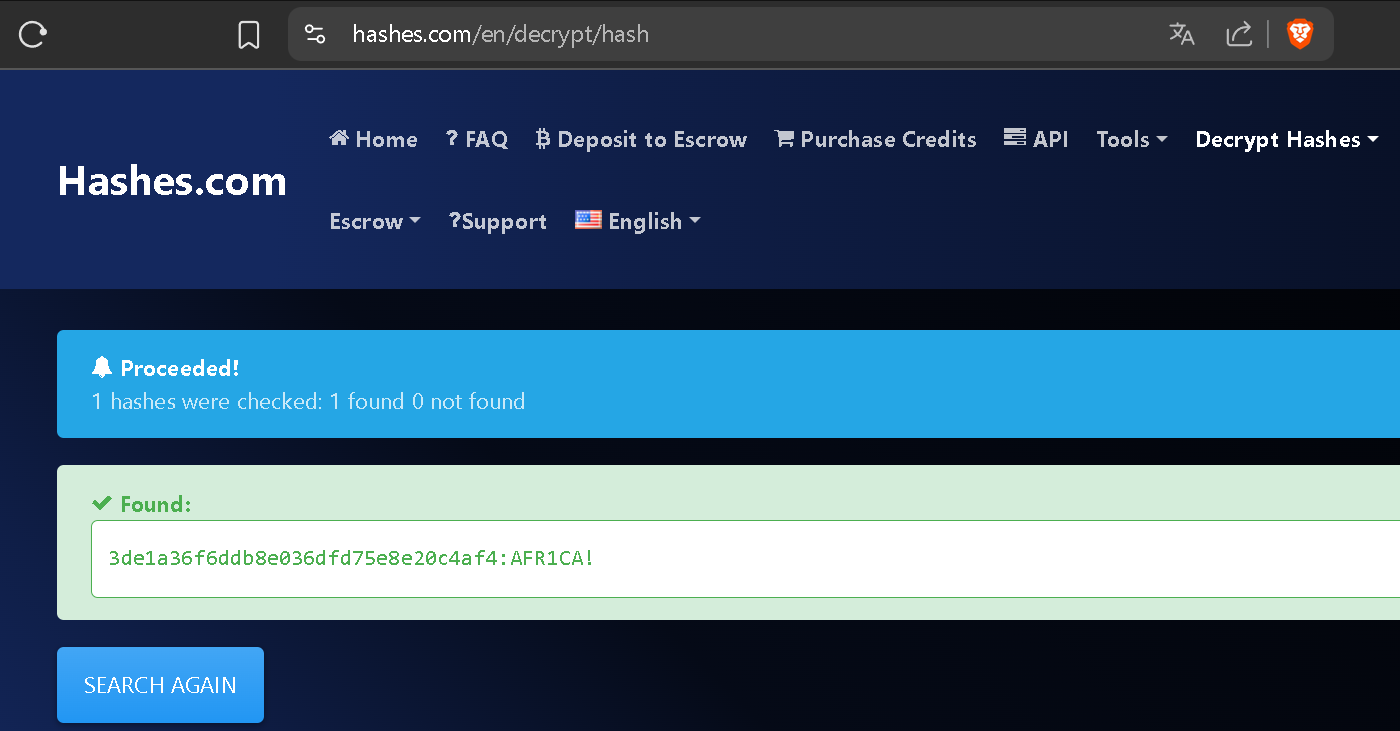 hashes.com/en/decrypt/hash
Hashes.com
Home ? FAQ Deposit to Escrow Purchase Credits API Tools Decrypt Hashes
Escrow ?Support English
Proceeded!
1 hashes were checked: 1 found 0 not found
Found:
3de1a36f6ddb8e036dfd75e8e20c4af4:AFR1CA!
SEARCH AGAIN